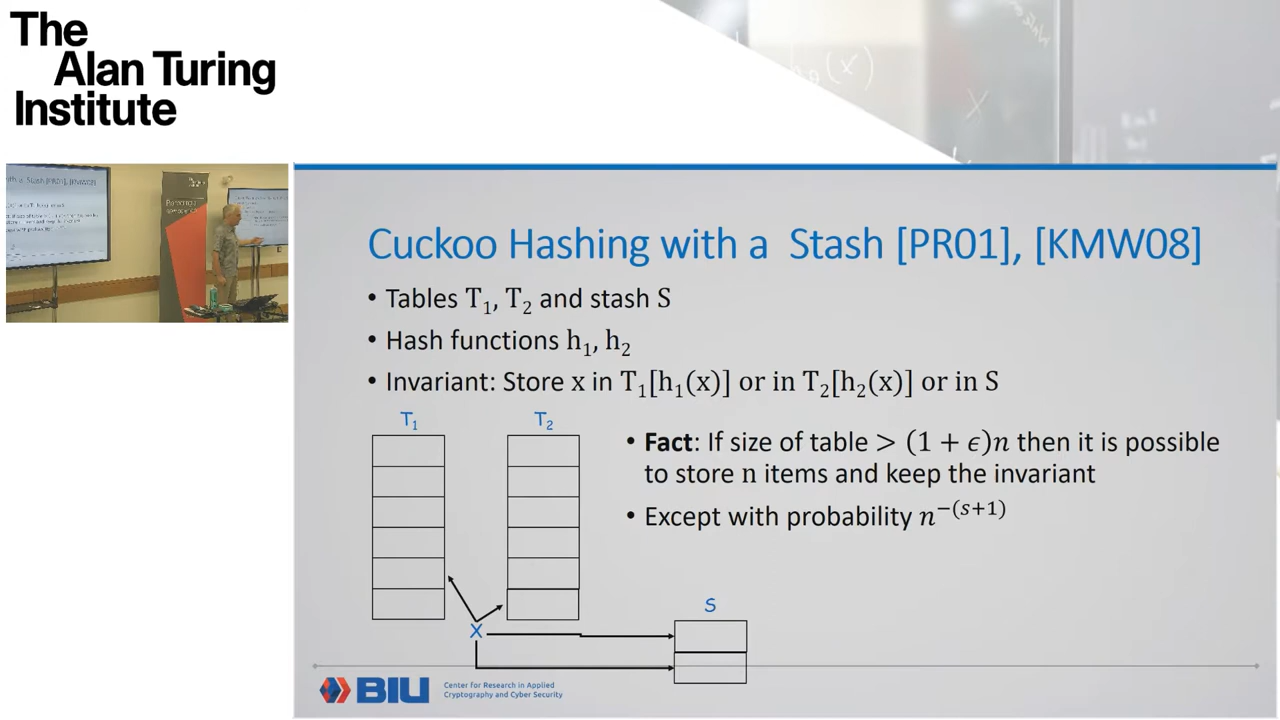 The
Alan Turing
Institute
Cuckoo Hashing with a Stash [PR01], [KMW08]
• Tables T₁, T₂ and stash S
• Hash functions h₁, h₂
• Invariant: Store x in T₁[h₁(x)] or in T₂[h₂(x)] or in S
T₁ T₂
• Fact: If size of table > (1 + ϵ)n then it is possible
to store n items and keep the invariant
• Except with probability n⁻⁽ˢ⁺¹⁾
S
X
BIU
Center for Research in Applied
Cryptography and Cyber Security